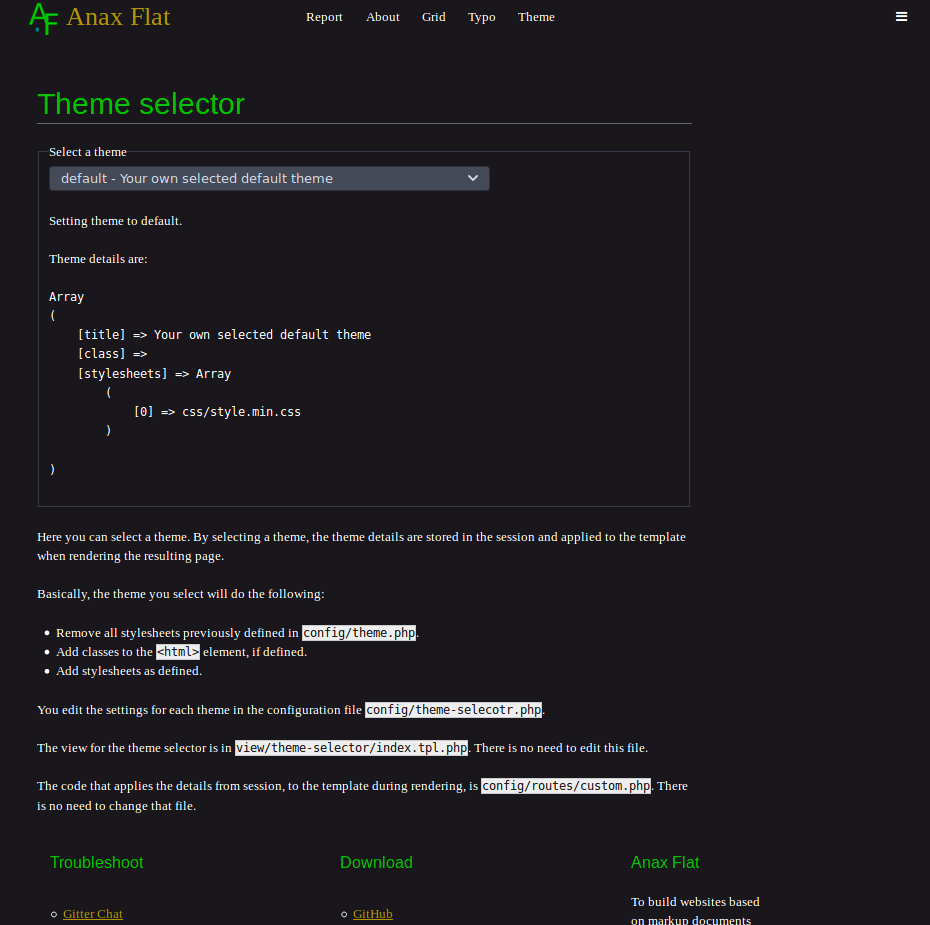 AF Anax Flat
Report About Grid Typo Theme
Theme selector
Select a theme
default - Your own selected default theme
Setting theme to default.
Theme details are:
Array
(
[title] => Your own selected default theme
[class] =>
[stylesheets] => Array
(
[0] => css/style.min.css
)
)
Here you can select a theme. By selecting a theme, the theme details are stored in the session and applied to the template
when rendering the resulting page.
Basically, the theme you select will do the following:
Remove all stylesheets previously defined in config/theme.php.
Add classes to the <html> element, if defined.
Add stylesheets as defined.
You edit the settings for each theme in the configuration file config/theme-selecotr.php.
The view for the theme selector is in view/theme-selector/index.tpl.php. There is no need to edit this file.
The code that applies the details from session, to the template during rendering, is config/routes/custom.php. There
is no need to change that file.
Troubleshoot
Gitter Chat
Download
GitHub
Anax Flat
To build websites based
on markup documents